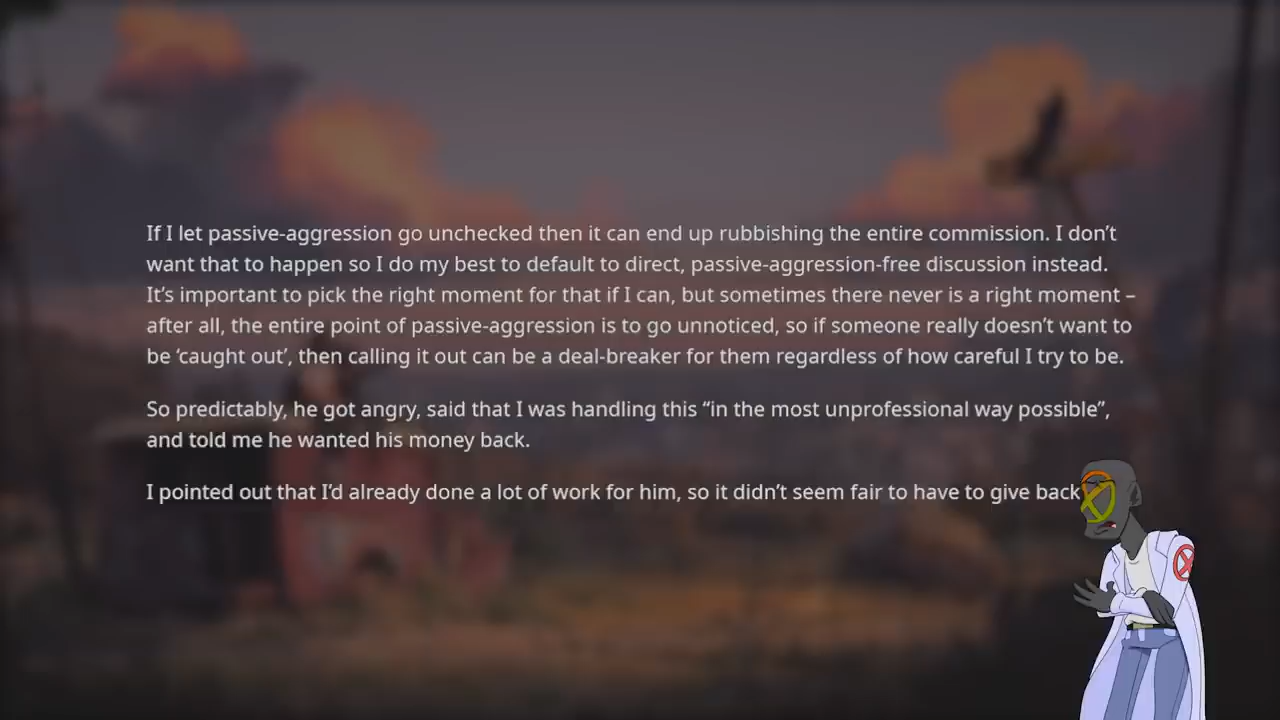 If I let passive-aggression go unchecked then it can end up rubbishing the entire commission. I don’t
want that to happen so I do my best to default to direct, passive-aggression-free discussion instead.
It’s important to pick the right moment for that if I can, but sometimes there never is a right moment –
after all, the entire point of passive-aggression is to go unnoticed, so if someone really doesn’t want to
be ‘caught out’, then calling it out can be a deal-breaker for them regardless of how careful I try to be.
So predictably, he got angry, said that I was handling this “in the most unprofessional way possible”,
and told me he wanted his money back.
I pointed out that I’d already done a lot of work for him, so it didn’t seem fair to have to give back